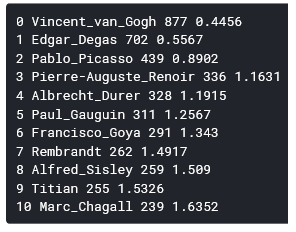 0 Vincent_van_Gogh 877 0.4456
1 Edgar_Degas 702 0.5567
2 Pablo_Picasso 439 0.8902
3 Pierre-Auguste_Renoir 336 1.1631
4 Albrecht_Durer 328 1.1915
5 Paul_Gauguin 311 1.2567
6 Francisco_Goya 291 1.343
7 Rembrandt 262 1.4917
8 Alfred_Sisley 259 1.509
9 Titian 255 1.5326
10 Marc_Chagall 239 1.6352